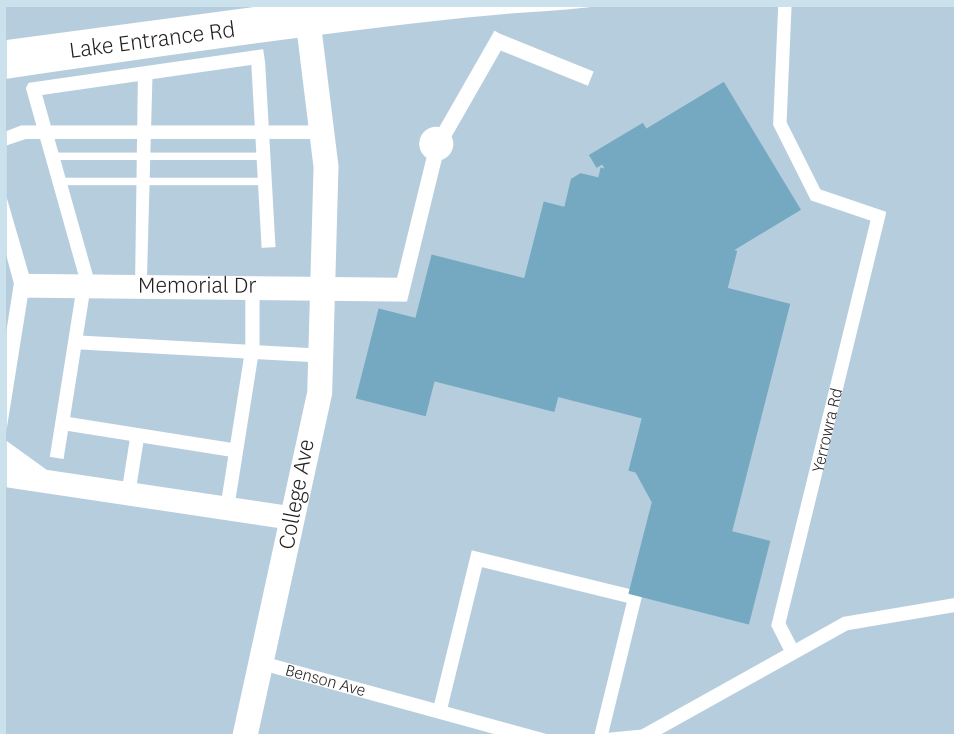 Lake Entrance Rd
Memorial Dr
Yerrowra Rd
College Ave
Benson Ave